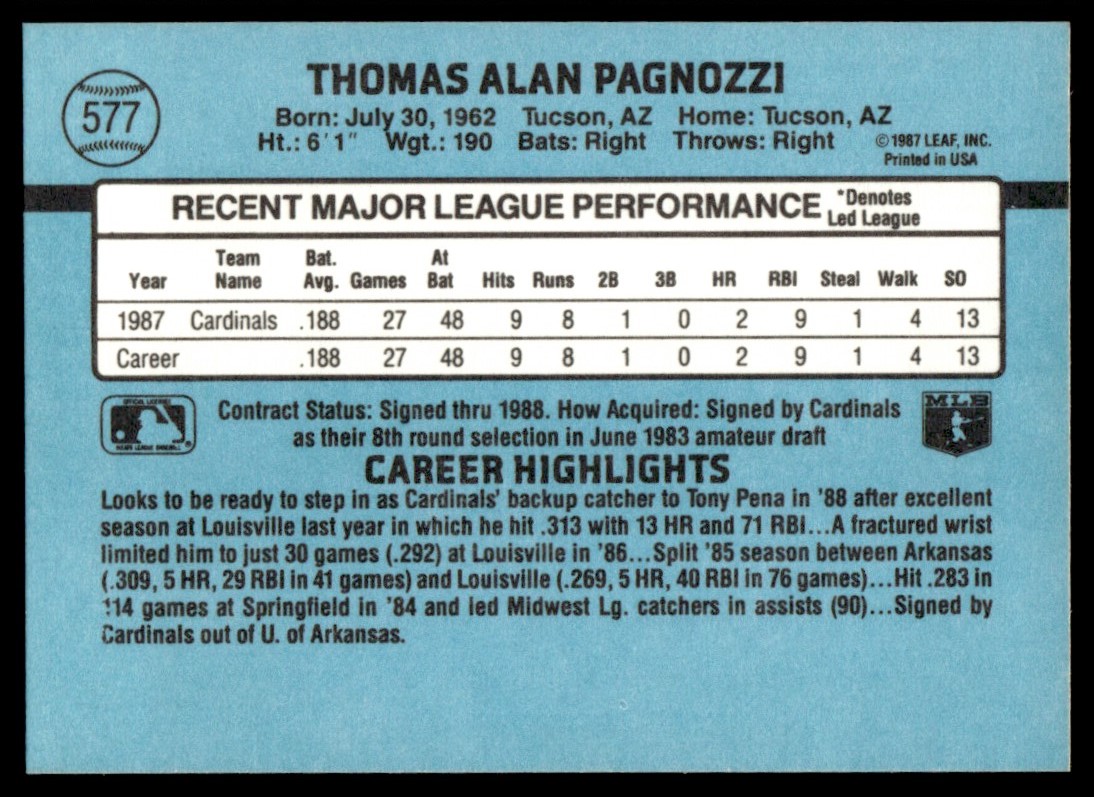 577
THOMAS ALAN PAGNOZZI
Born: July 30, 1962 Tucson, AZ Home: Tucson, AZ
Ht.: 6'1" Wgt.: 190 Bats: Right Throws: Right
©1987 LEAF, INC.
Printed in USA
RECENT MAJOR LEAGUE PERFORMANCE
*Denotes
Led League
Year Team Name Bat. Avg. Games At Bat Hits Runs 2B 3B HR RBI Steal Walk SO
1987 Cardinals .188 27 48 9 8 1 0 2 9 1 4 13
Career .188 27 48 9 8 1 0 2 9 1 4 13
Contract Status: Signed thru 1988. How Acquired: Signed by Cardinals
as their 8th round selection in June 1983 amateur draft
MLB
CAREER HIGHLIGHTS
Looks to be ready to step in as Cardinals' backup catcher to Tony Pena in '88 after excellent
season at Louisville last year in which he hit .313 with 13 HR and 71 RBI...A fractured wrist
limited him to just 30 games (.292) at Louisville in '86...Split '85 season between Arkansas
(.309, 5 HR, 29 RBI in 41 games) and Louisville (.269, 5 HR, 40 RBI in 76 games)...Hit .283 in
114 games at Springfield in '84 and led Midwest Lg. catchers in assists (90)...Signed by
Cardinals out of U. of Arkansas.